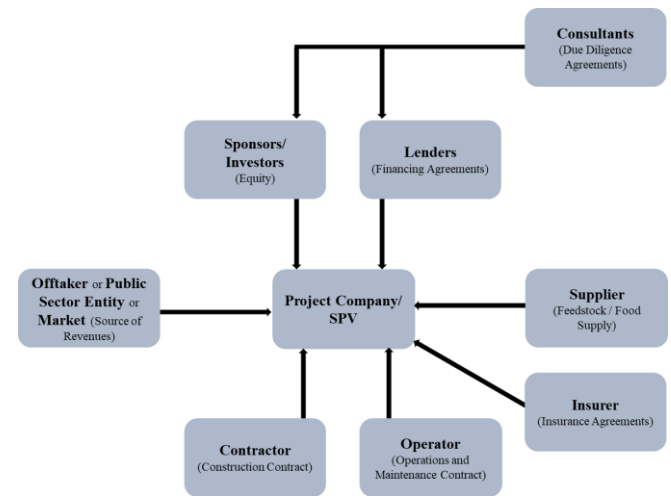 Consultants
(Due Diligence
Agreements)
Sponsors/
Investors
(Equity)
Lenders
(Financing Agreements)
Offtaker or Public
Sector Entity or
Market (Source of
Revenues)
Project Company/
SPV
Supplier
(Feedstock / Food
Supply)
Insurer
(Insurance Agreements)
Contractor
(Construction Contract)
Operator
(Operations and
Maintenance Contract)